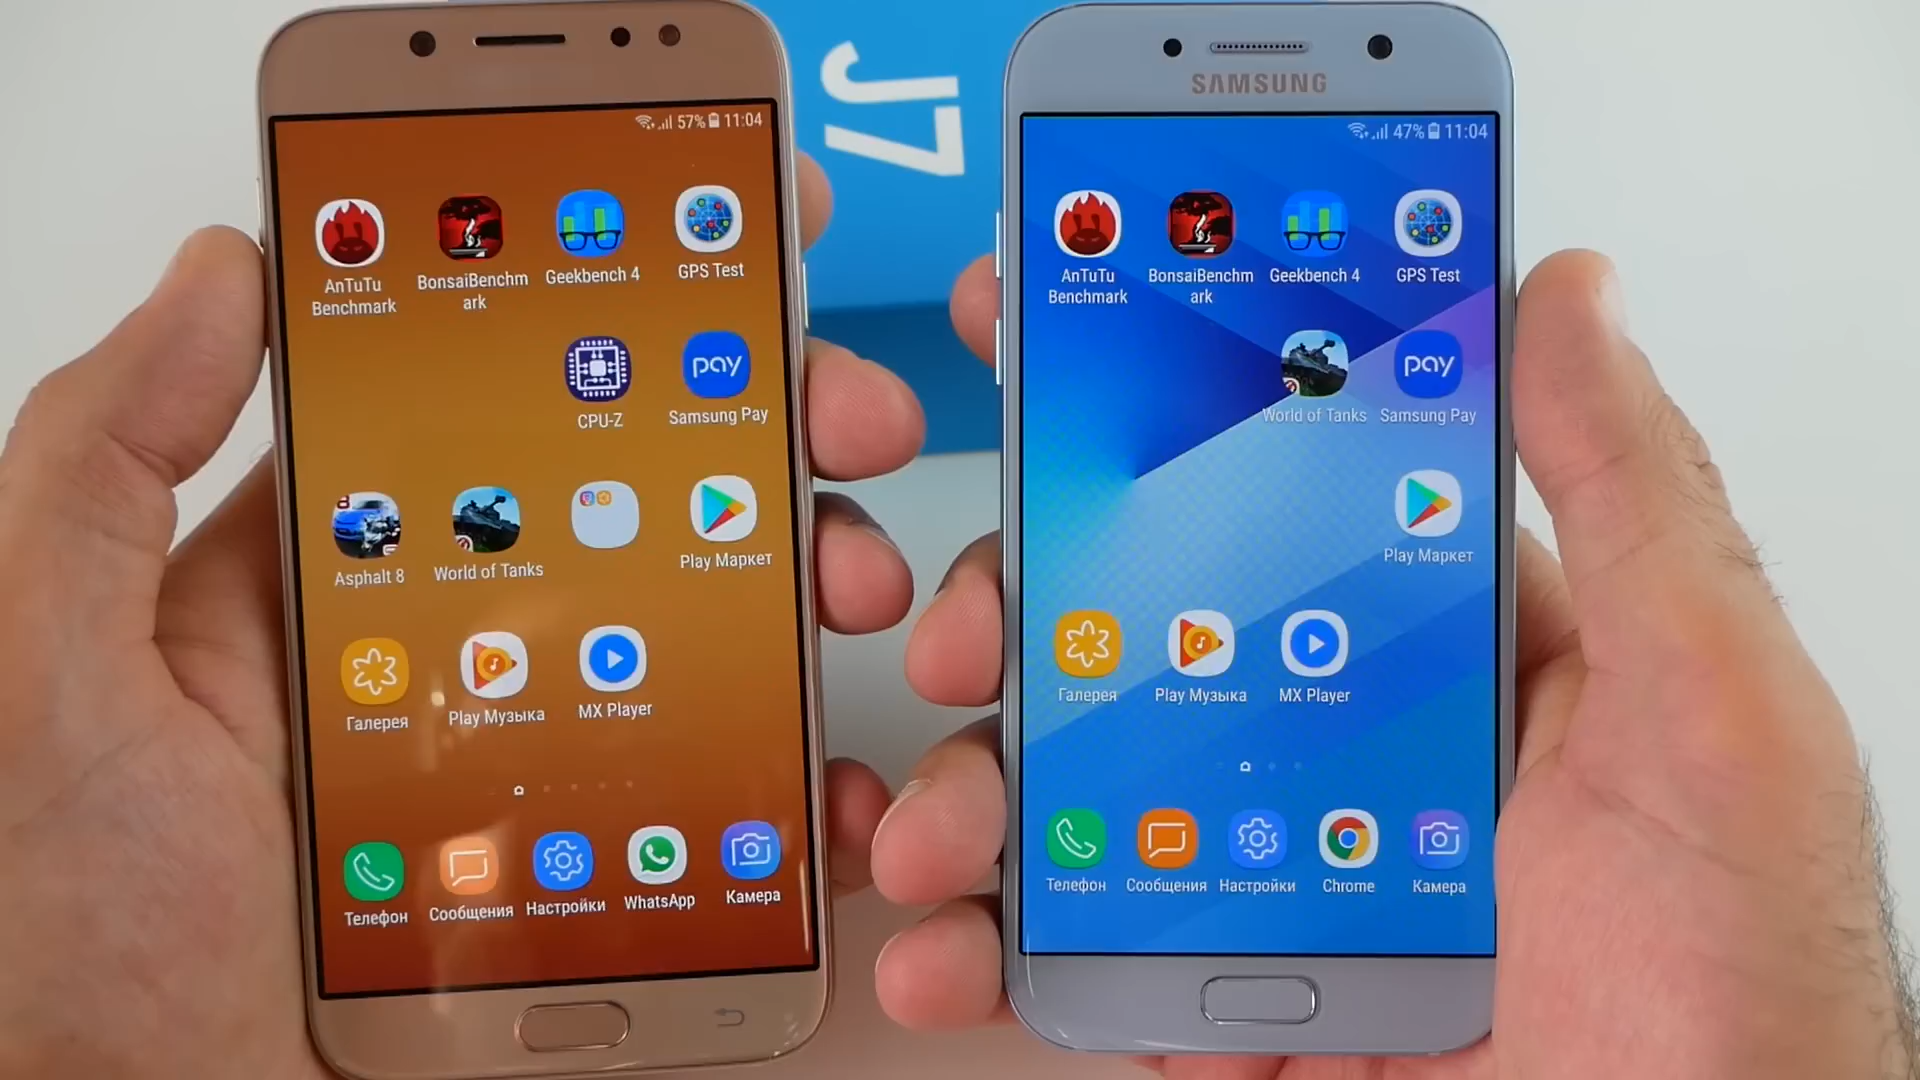 J7
57% 11:04
AnTuTu
Benchmark
BonsaiBenchm
ark
Geekbench 4
GPS Test
CPU-Z
pay
Samsung Pay
8
Asphalt 8
World of Tanks
Play Маркет
Галерея
Play Музыка
MX Player
Телефон
Сообщения
Настройки
WhatsApp
Камера
SAMSUNG
47% 11:04
AnTuTu
Benchmark
BonsaiBenchm
ark
Geekbench 4
GPS Test
World of Tanks
pay
Samsung Pay
Play Маркет
Галерея
Play Музыка
MX Player
Телефон
Сообщения
Настройки
Chrome
Камера